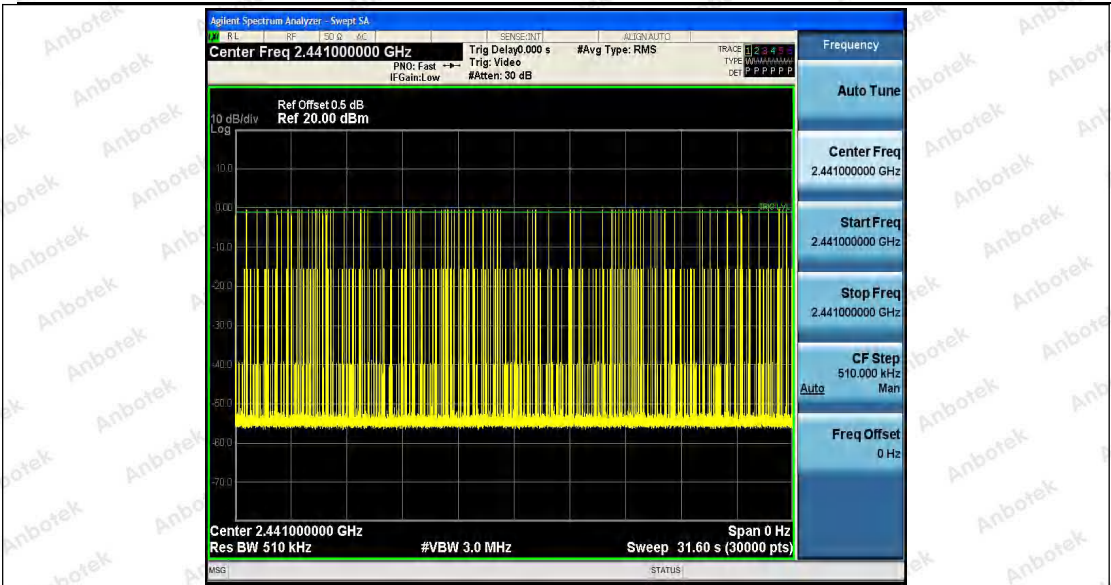 Agilent Spectrum Analyzer - Swept SA
RL RF 50 Ω AC SENSE:INT ALIGNAUTO
Center Freq 2.441000000 GHz
Trig Delay0.000 s #Avg Type: RMS
PNO: Fast Trig: Video
IFGain:Low #Atten: 30 dB
TRACE 1 2 3 4 5 6
TYPE
DET P P P P P P
Ref Offset 0.5 dB
10 dB/div Ref 20.00 dBm
Log
10.0
0.00
-10.0
-20.0
-30.0
-40.0
-50.0
-60.0
-70.0
Center 2.441000000 GHz Span 0 Hz
Res BW 510 kHz #VBW 3.0 MHz Sweep 31.60 s (30000 pts)
MSG STATUS
Frequency
Auto Tune
Center Freq
2.441000000 GHz
Start Freq
2.441000000 GHz
Stop Freq
2.441000000 GHz
CF Step
510.000 kHz
Auto Man
Freq Offset
0 Hz
Anbotek